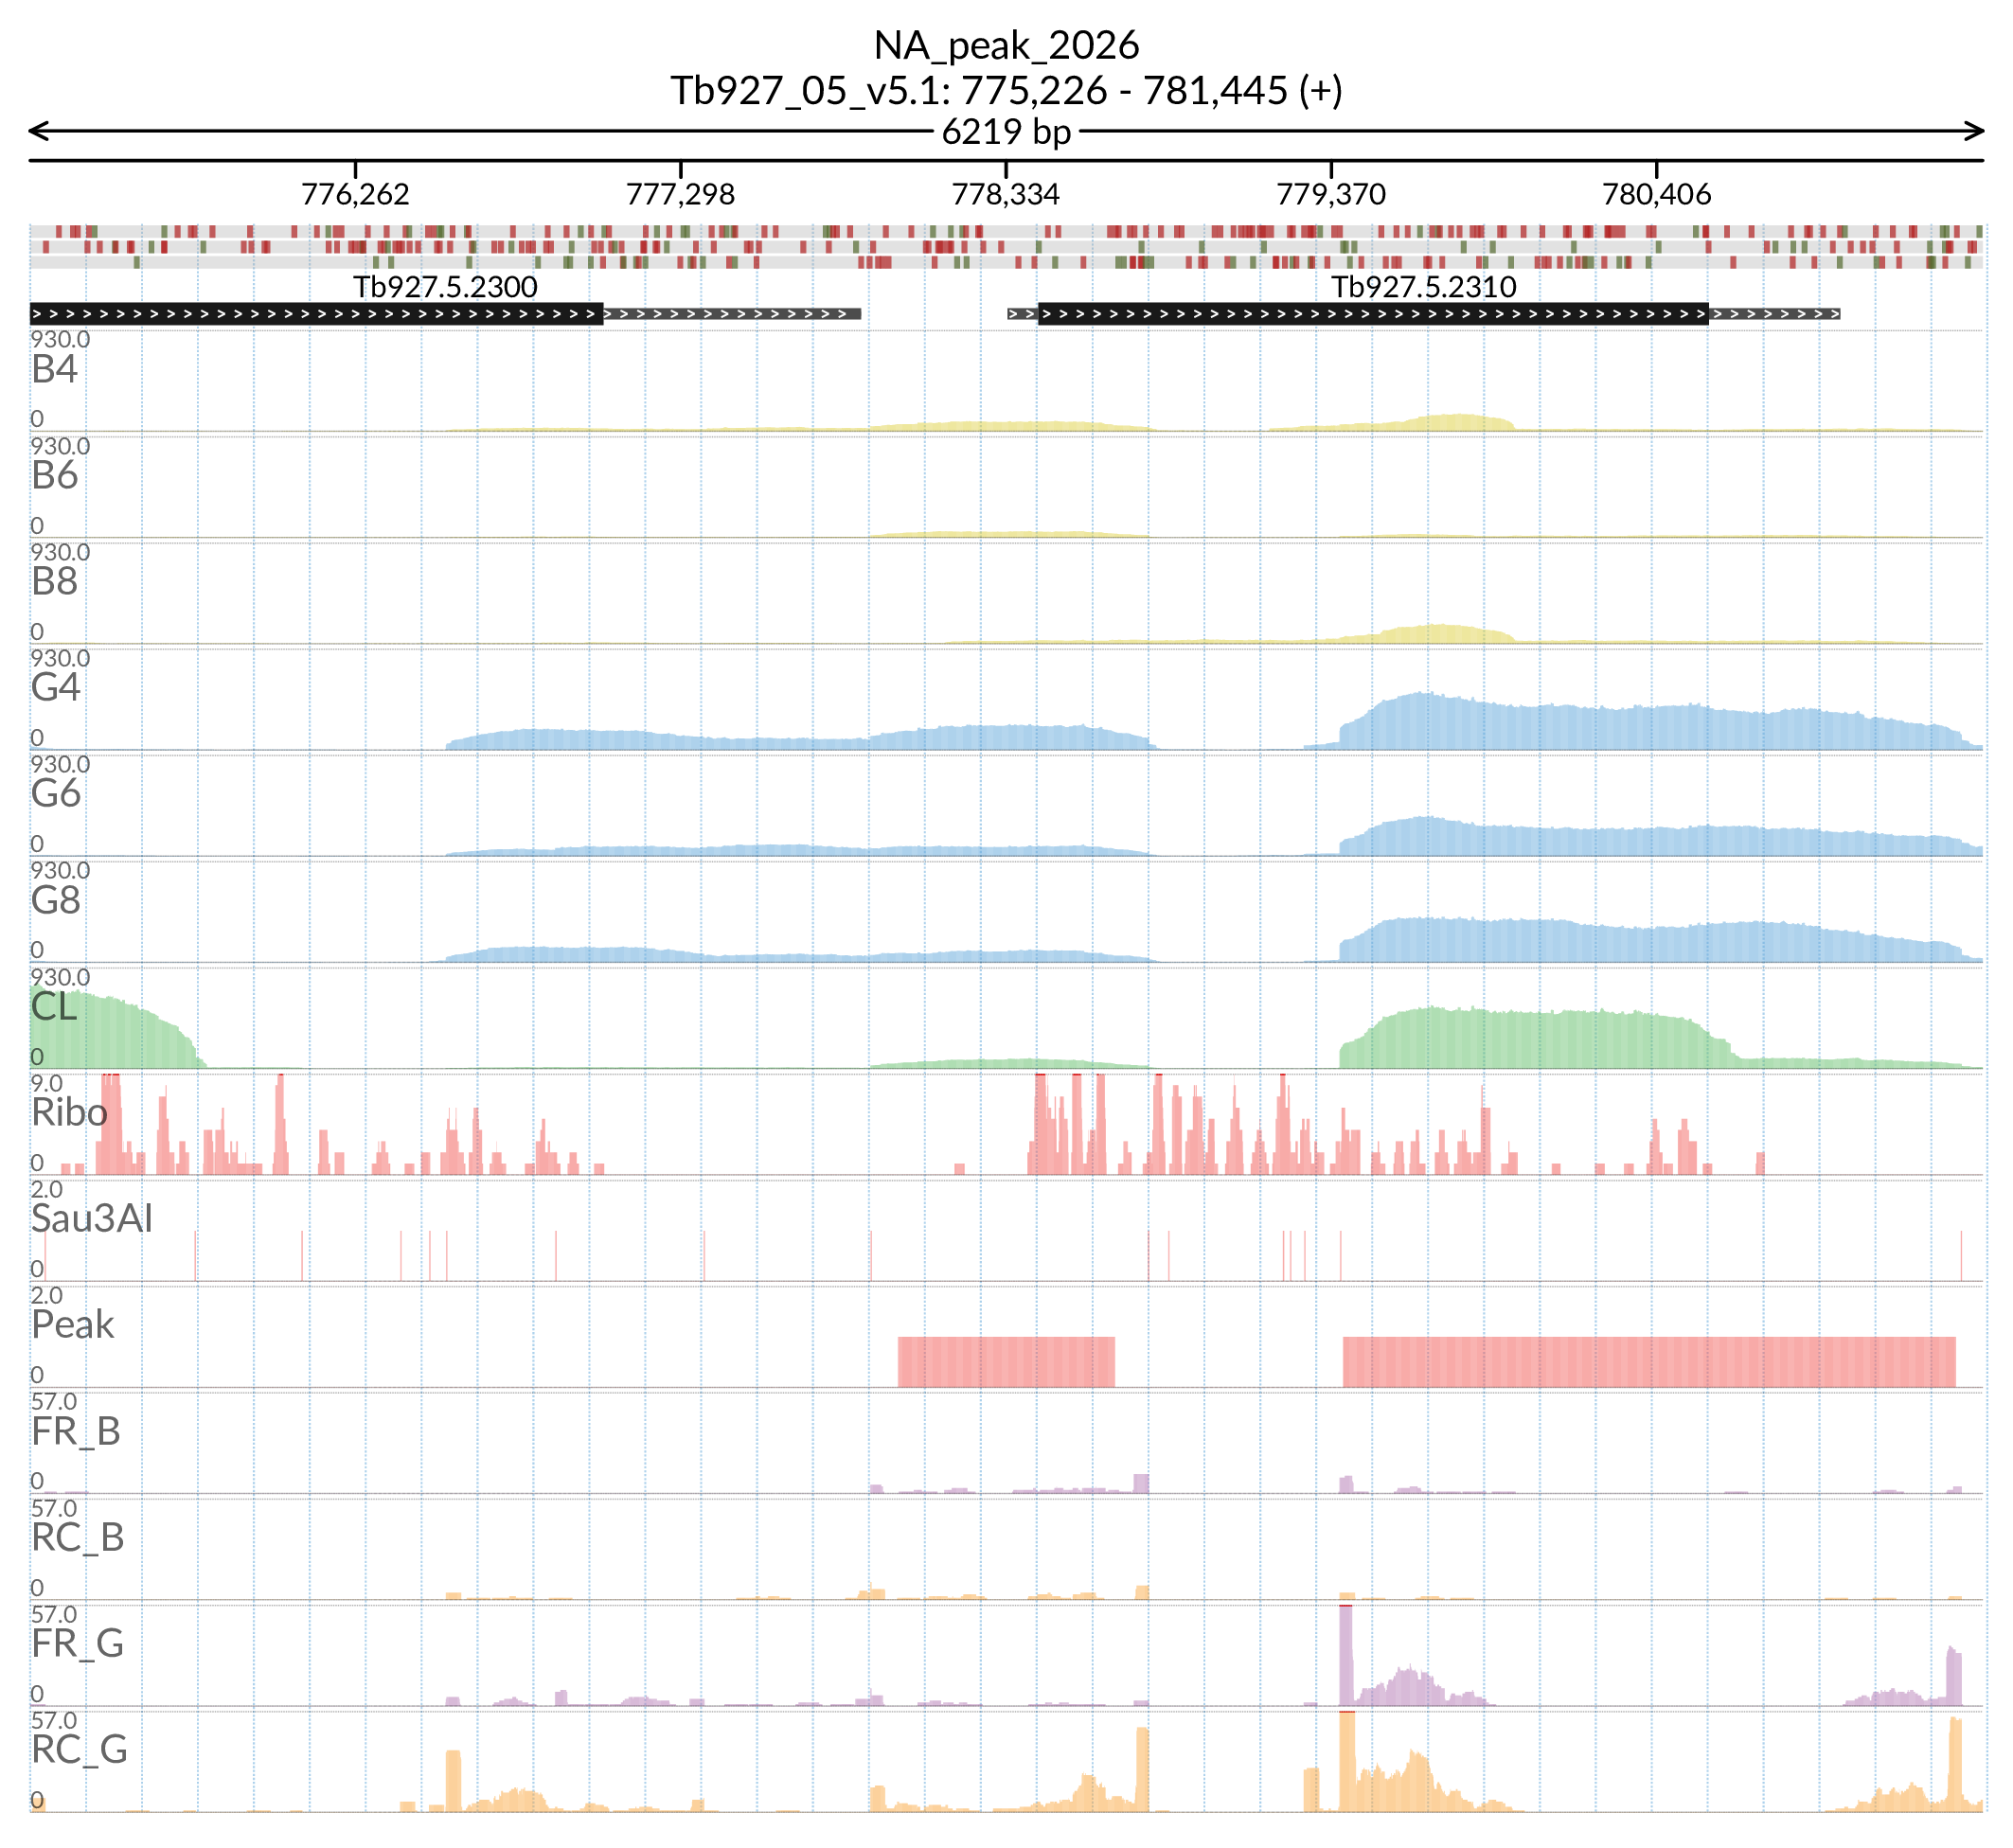 NA_peak_2026
Tb927_05_v5.1: 775,226 - 781,445 (+)
6219 bp
776,262 777,298 778,334 779,370 780,406
Tb927.5.2300 Tb927.5.2310
930.0
B4
0
930.0
B6
0
930.0
B8
0
930.0
G4
0
930.0
G6
0
930.0
G8
0
930.0
CL
0
9.0
Ribo
0
2.0
Sau3AI
0
2.0
Peak
0
57.0
FR_B
0
57.0
RC_B
0
57.0
FR_G
0
57.0
RC_G
0